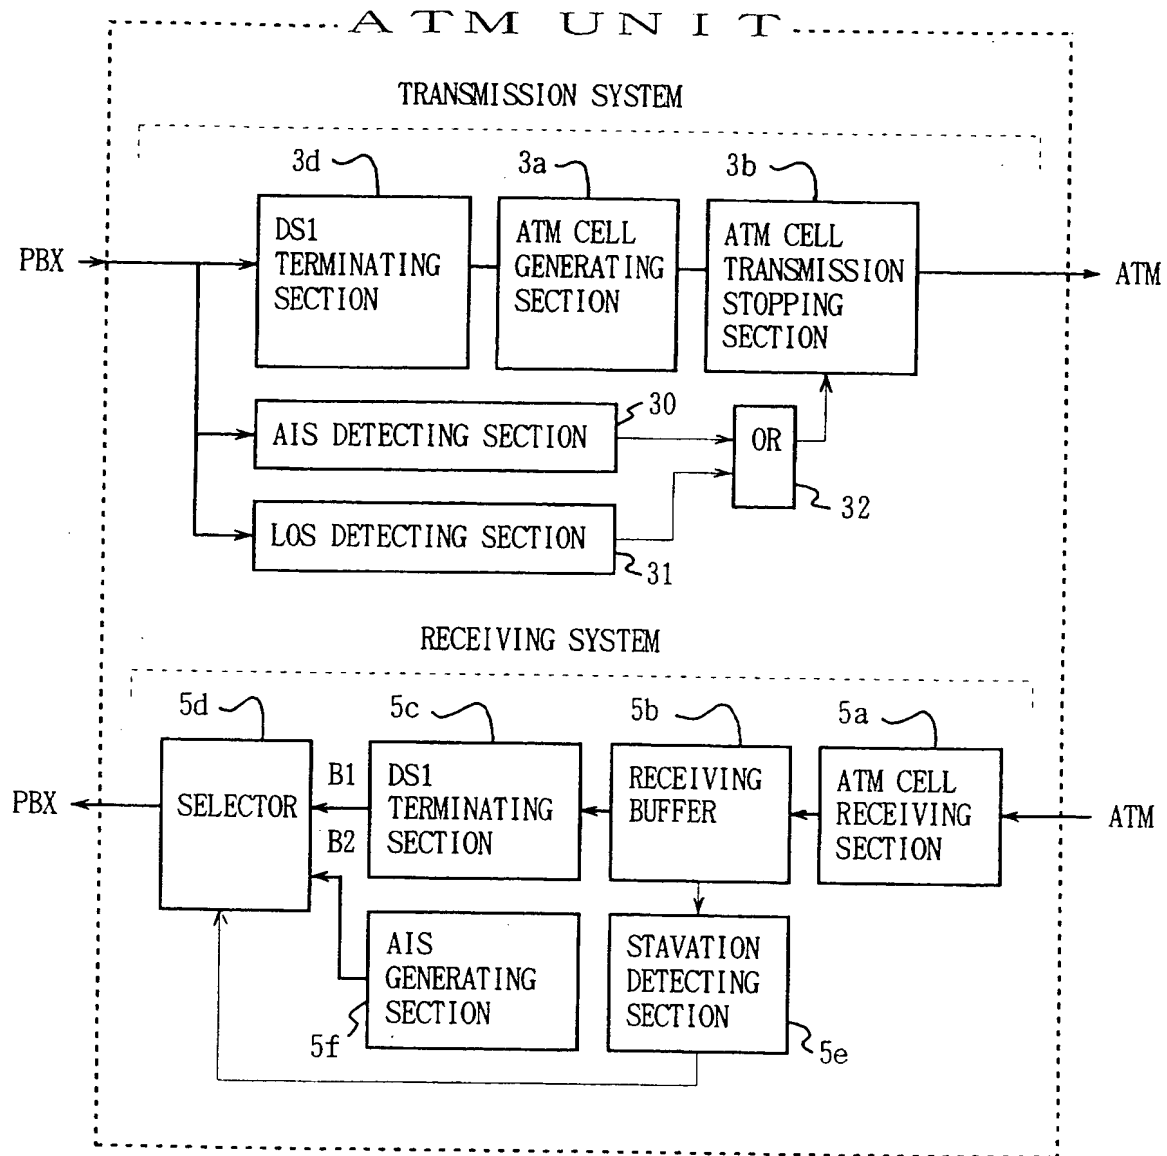 ATM UNIT
TRANSMISSION SYSTEM
3d
3a
3b
PBX
DS1
TERMINATING
SECTION
ATM CELL
GENERATING
SECTION
ATM CELL
TRANSMISSION
STOPPING
SECTION
ATM
30
AIS DETECTING SECTION
OR
32
LOS DETECTING SECTION
31
RECEIVING SYSTEM
5d
5c
5b
5a
PBX
SELECTOR
B1
B2
DS1
TERMINATING
SECTION
RECEIVING
BUFFER
ATM CELL
RECEIVING
SECTION
ATM
AIS
GENERATING
SECTION
5f
STAVATION
DETECTING
SECTION
5e